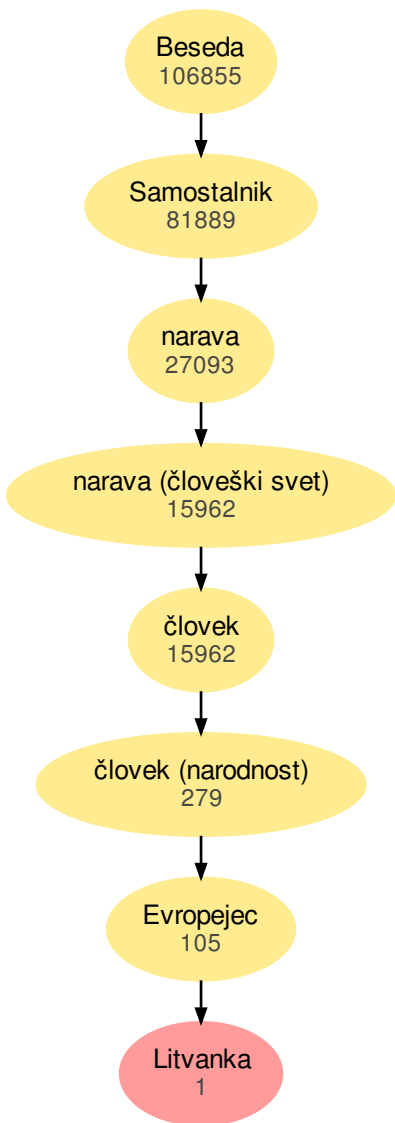 Beseda
106855
Samostalnik
81889
narava
27093
narava (človeški svet)
15962
človek
15962
človek (narodnost)
279
Evropejec
105
Litvanka
1